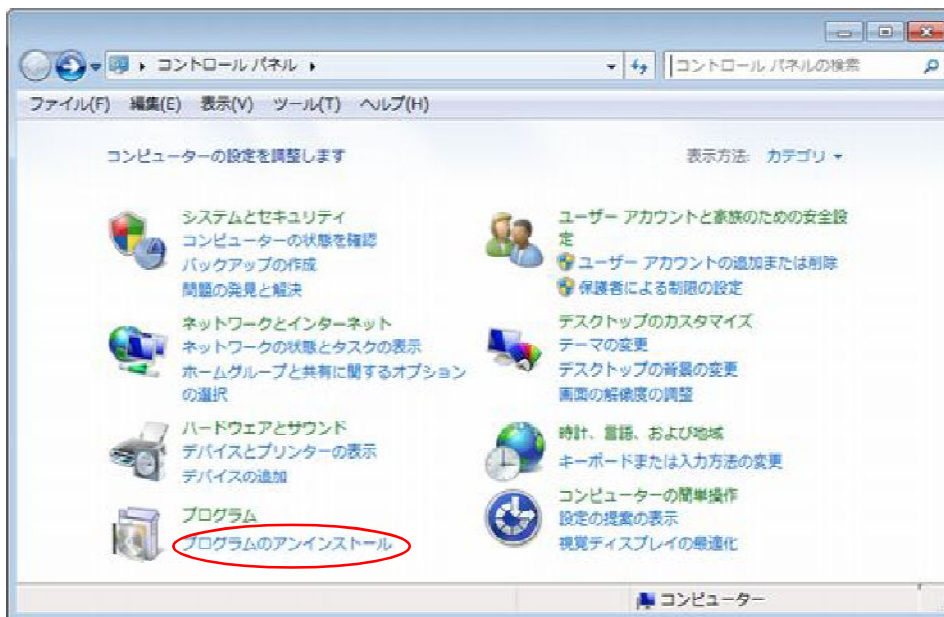 コントロール パネル
コントロール パネルの検索
ファイル(F) 編集(E) 表示(V) ツール(T) ヘルプ(H)
コンピューターの設定を調整します
表示方法: カテゴリ
システムとセキュリティ
コンピューターの状態を確認
バックアップの作成
問題の発見と解決
ネットワークとインターネット
ネットワークの状態とタスクの表示
ホームグループと共有に関するオプション
の選択
ハードウェアとサウンド
デバイスとプリンターの表示
デバイスの追加
プログラム
プログラムのアンインストール
ユーザー アカウントと家族のための安全設
定
ユーザー アカウントの追加または削除
保護者による制限の設定
デスクトップのカスタマイズ
テーマの変更
デスクトップの背景の変更
画面の解像度の調整
時計、言語、および地域
キーボードまたは入力方法の変更
コンピューターの簡単操作
設定の提案の表示
視覚ディスプレイの最適化
コンピューター